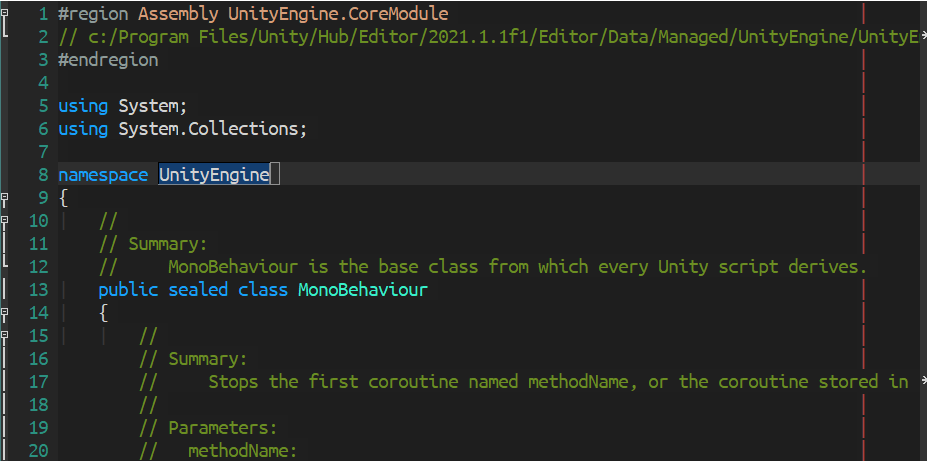 1 #region Assembly UnityEngine.CoreModule
2 // c:/Program Files/Unity/Hub/Editor/2021.1.1f1/Editor/Data/Managed/UnityEngine/UnityE
3 #endregion
4
5 using System;
6 using System.Collections;
7
8 namespace UnityEngine
9 {
10 //
11 // Summary:
12 // MonoBehaviour is the base class from which every Unity script derives.
13 public sealed class MonoBehaviour
14 {
15 //
16 // Summary:
17 // Stops the first coroutine named methodName, or the coroutine stored in
18 //
19 // Parameters:
20 // methodName: